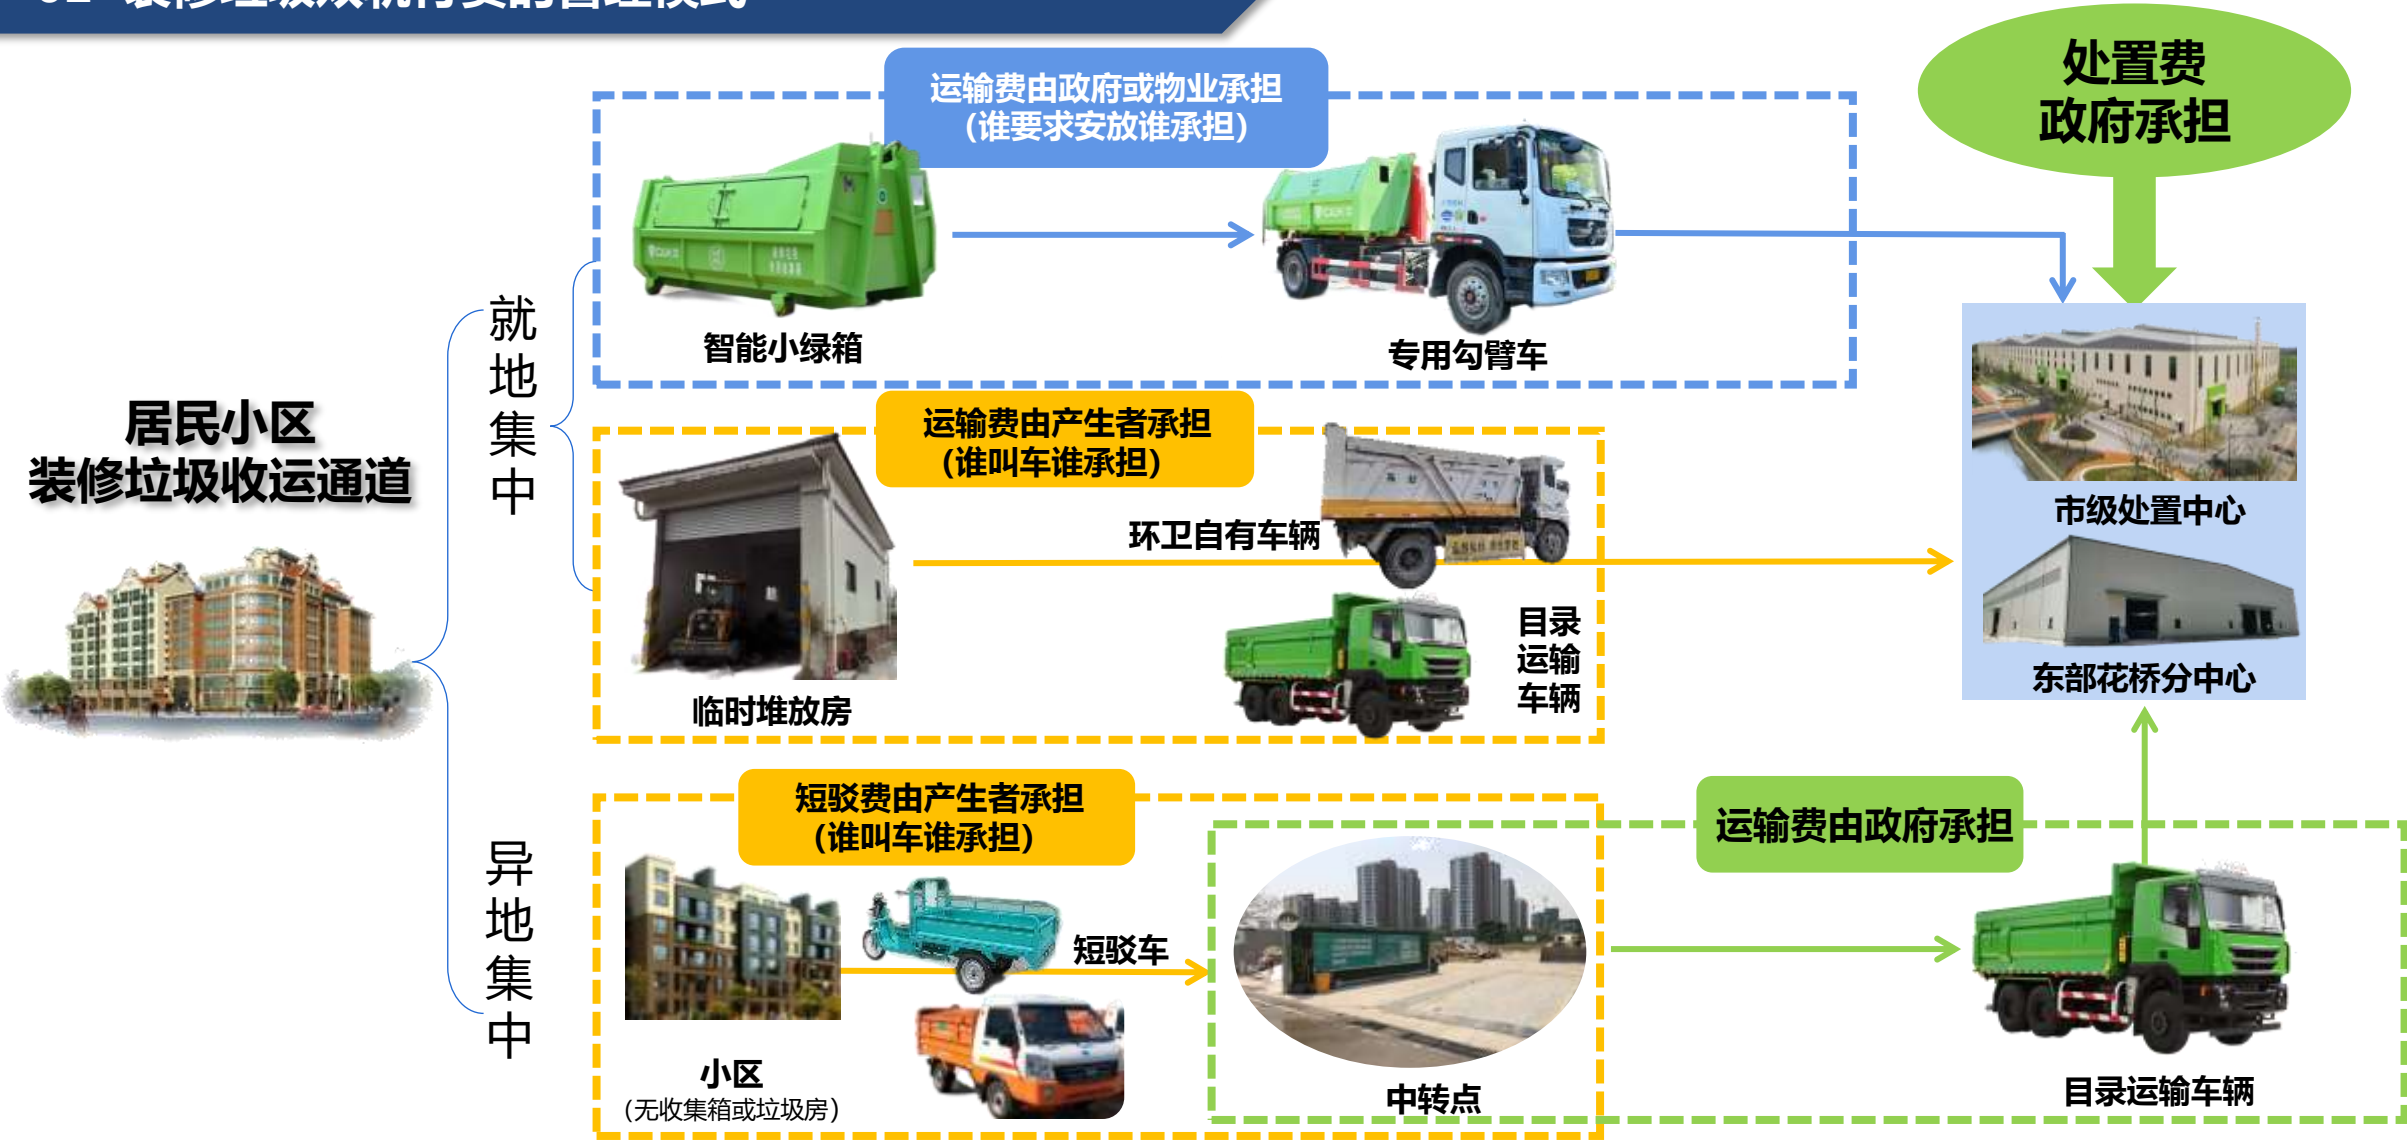 处置费
政府承担
运输费由政府或物业承担
（谁要求安放谁承担）
智能小绿箱
专用勾臂车
就地集中
居民小区
装修垃圾收运通道
运输费由产生者承担
（谁叫车谁承担）
环卫自有车辆
目录
运输
车辆
临时堆放房
市级处置中心
东部花桥分中心
异地集中
短驳费由产生者承担
（谁叫车谁承担）
短驳车
小区
（无收集箱或垃圾房）
中转点
运输费由政府承担
目录运输车辆